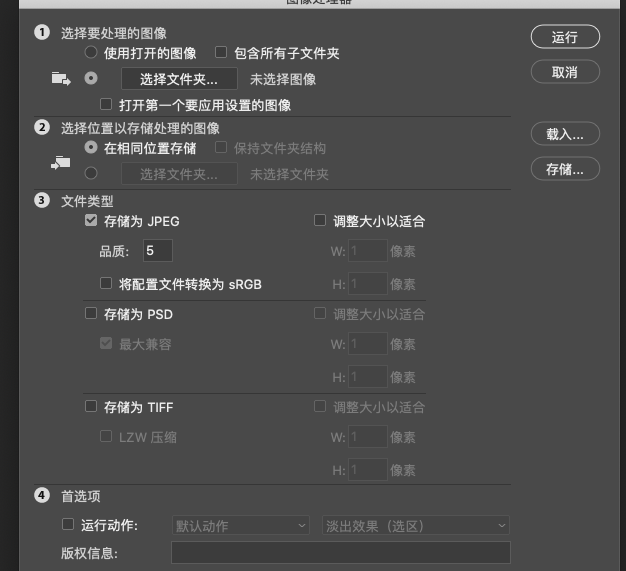 图像处理器
1 选择要处理的图像 运行
使用打开的图像 包含所有子文件夹
选择文件夹... 未选择图像 取消
打开第一个要应用设置的图像
2 选择位置以存储处理的图像 载入...
在相同位置存储 保持文件夹结构
选择文件夹... 未选择文件夹 存储...
3 文件类型
存储为 JPEG 调整大小以适合
品质: 5 W: 1 像素
将配置文件转换为 sRGB H: 1 像素
存储为 PSD 调整大小以适合
最大兼容 W: 1 像素
H: 1 像素
存储为 TIFF 调整大小以适合
LZW 压缩 W: 1 像素
H: 1 像素
4 首选项
运行动作: 默认动作 淡出效果（选区）
版权信息: